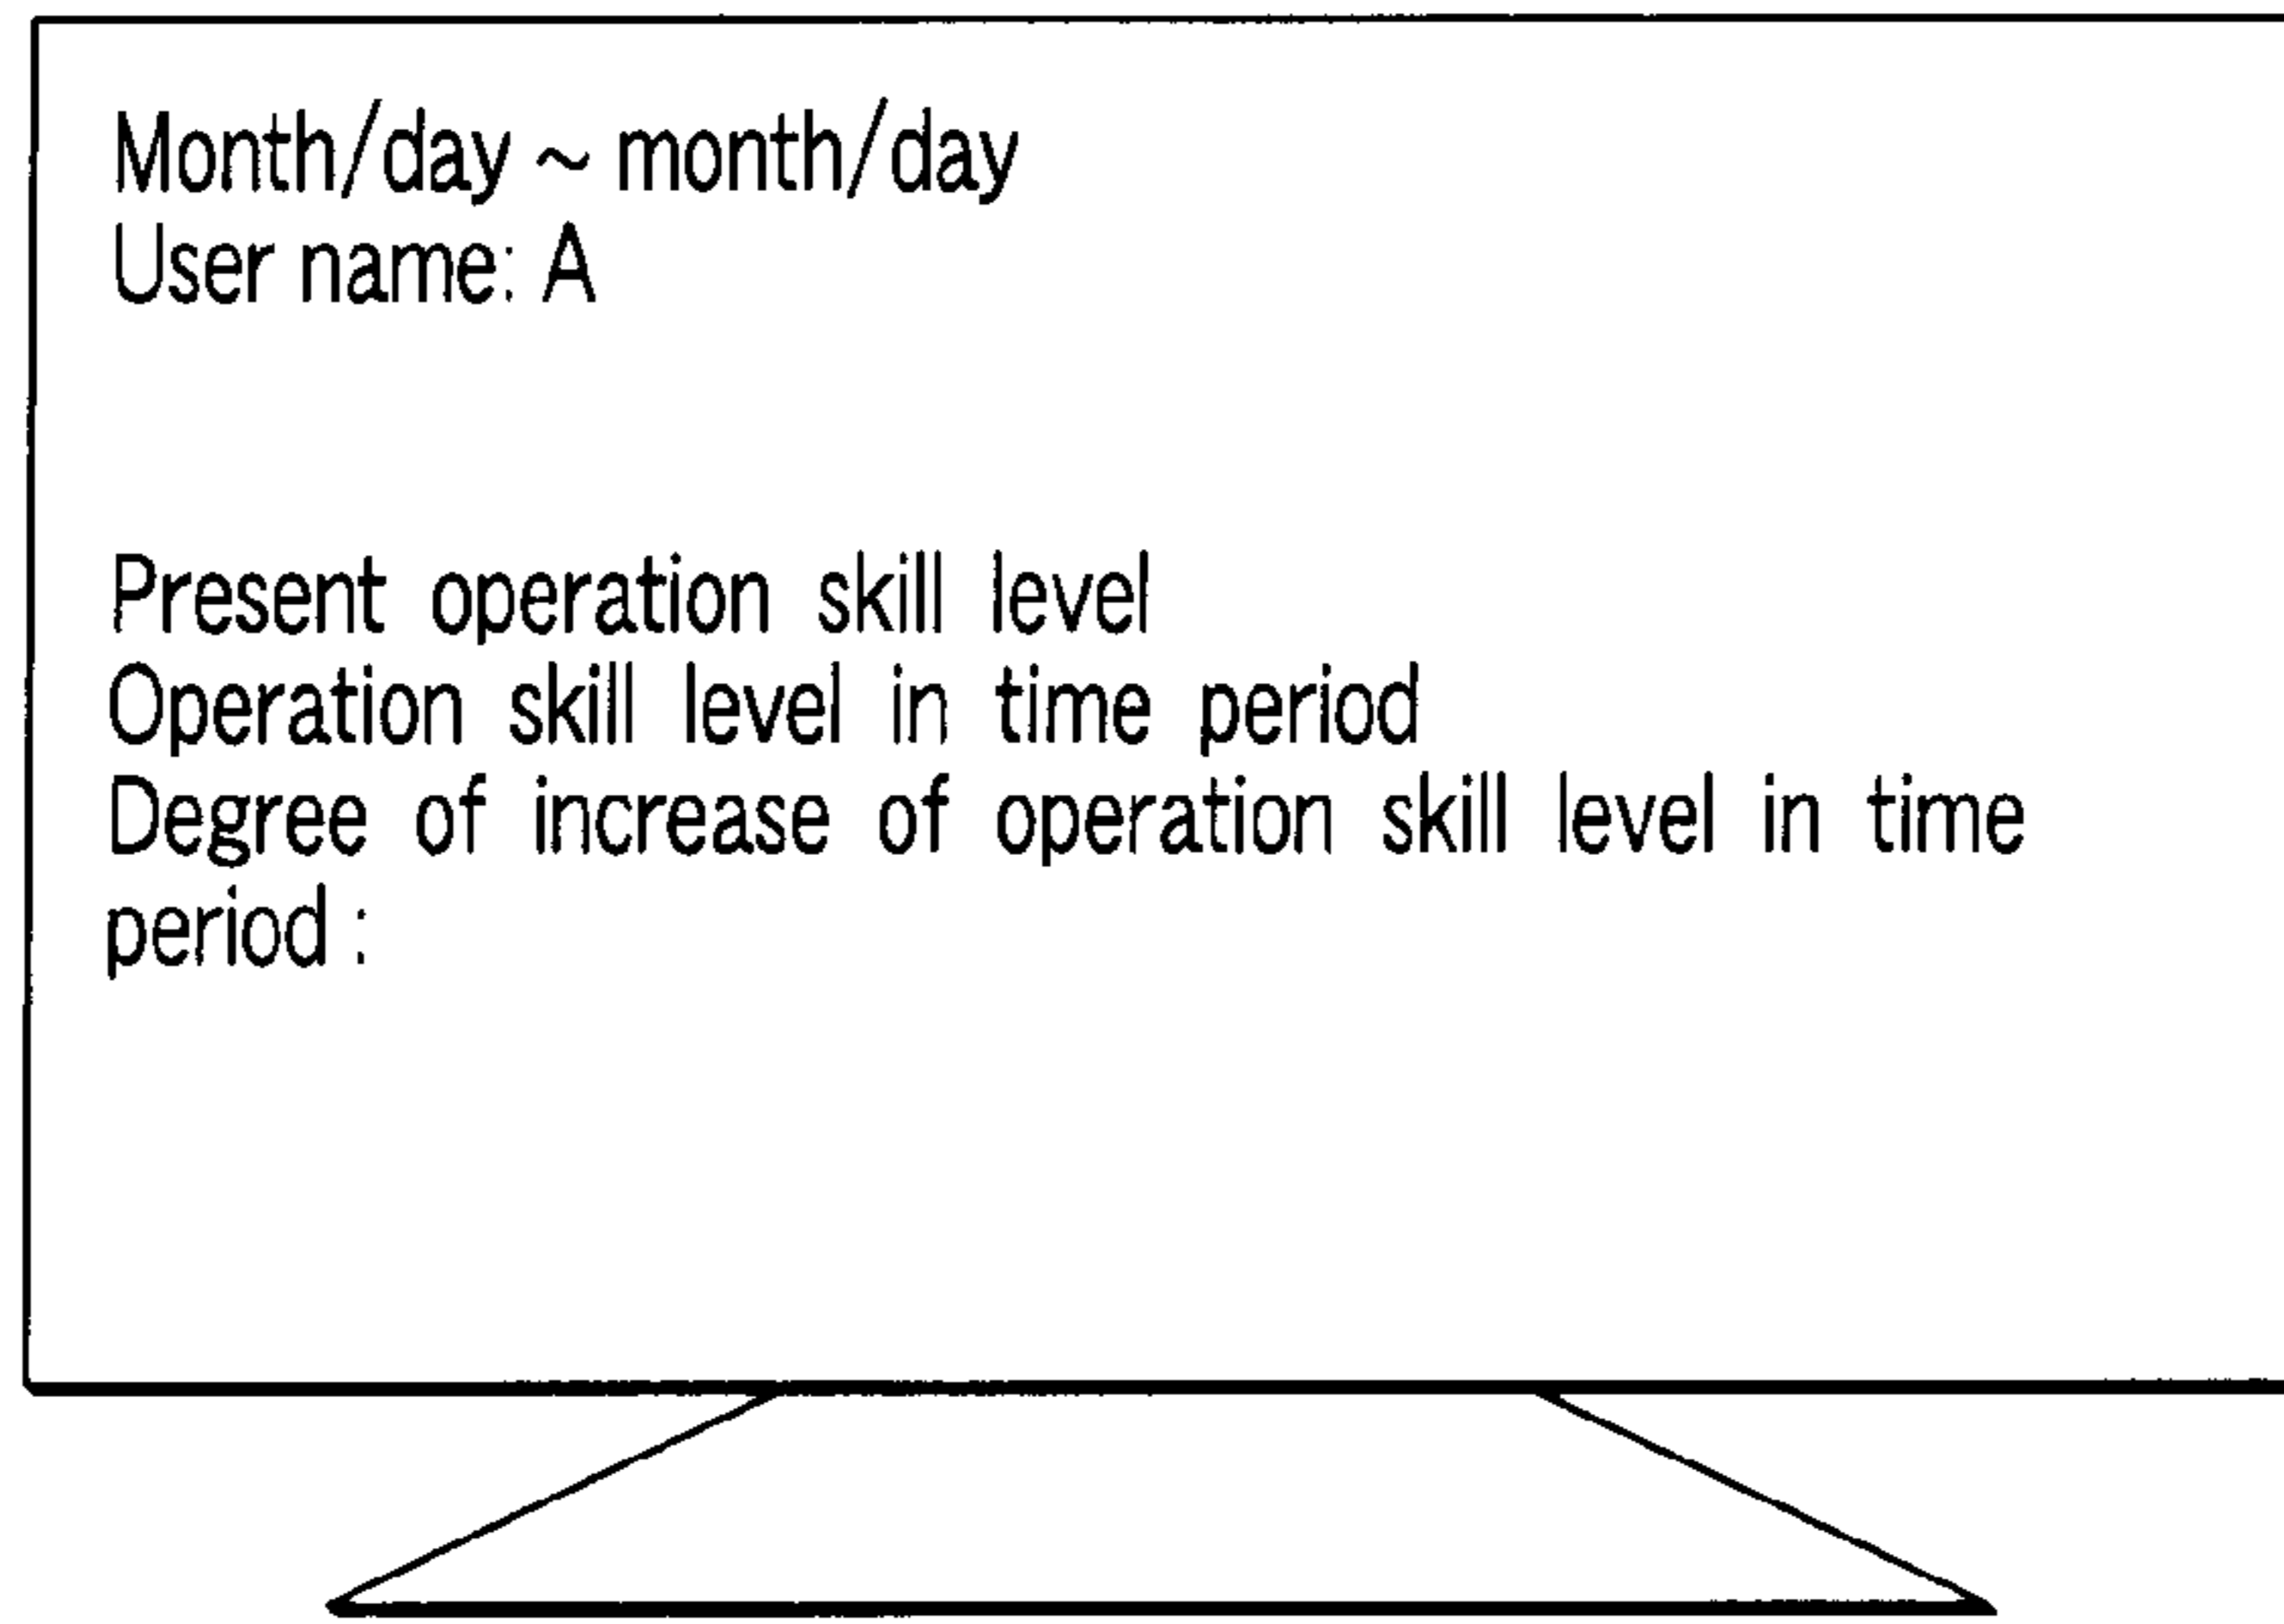 Month/day ~ month/day
User name: A
Present operation skill level
Operation skill level in time period
Degree of increase of operation skill level in time
period :